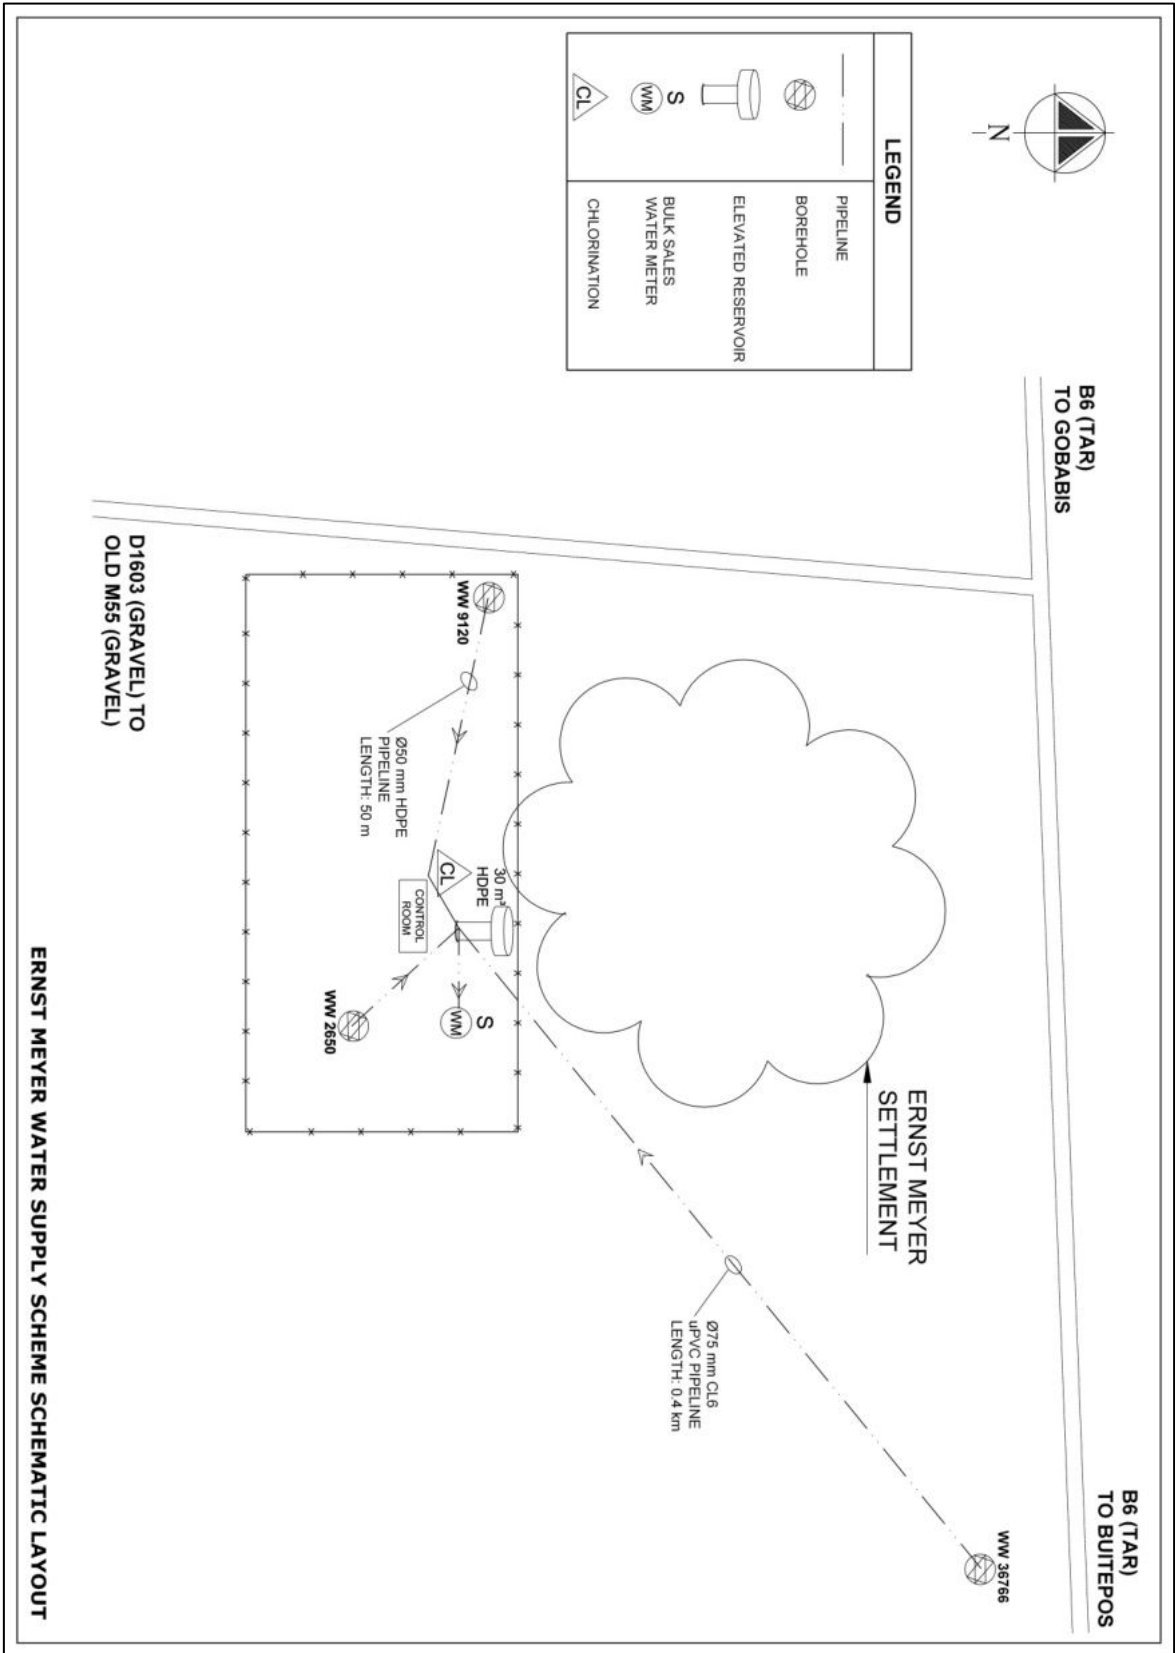 N
LEGEND
PIPELINE
BOREHOLE
ELEVATED RESERVOIR
S
WM
BULK SALES
WATER METER
CL
CHLORINATION
B6 (TAR)
TO GOBABIS
B6 (TAR)
TO BUITEPOS
WW 36766
ERNST MEYER
SETTLEMENT
Ø75 mm CL6
uPVC PIPELINE
LENGTH: 0.4 km
WW 9120
Ø50 mm HDPE
PIPELINE
LENGTH: 50 m
30 m³
HDPE
CL
CONTROL
ROOM
S
WM
WW 2650
D1603 (GRAVEL) TO
OLD M55 (GRAVEL)
ERNST MEYER WATER SUPPLY SCHEME SCHEMATIC LAYOUT